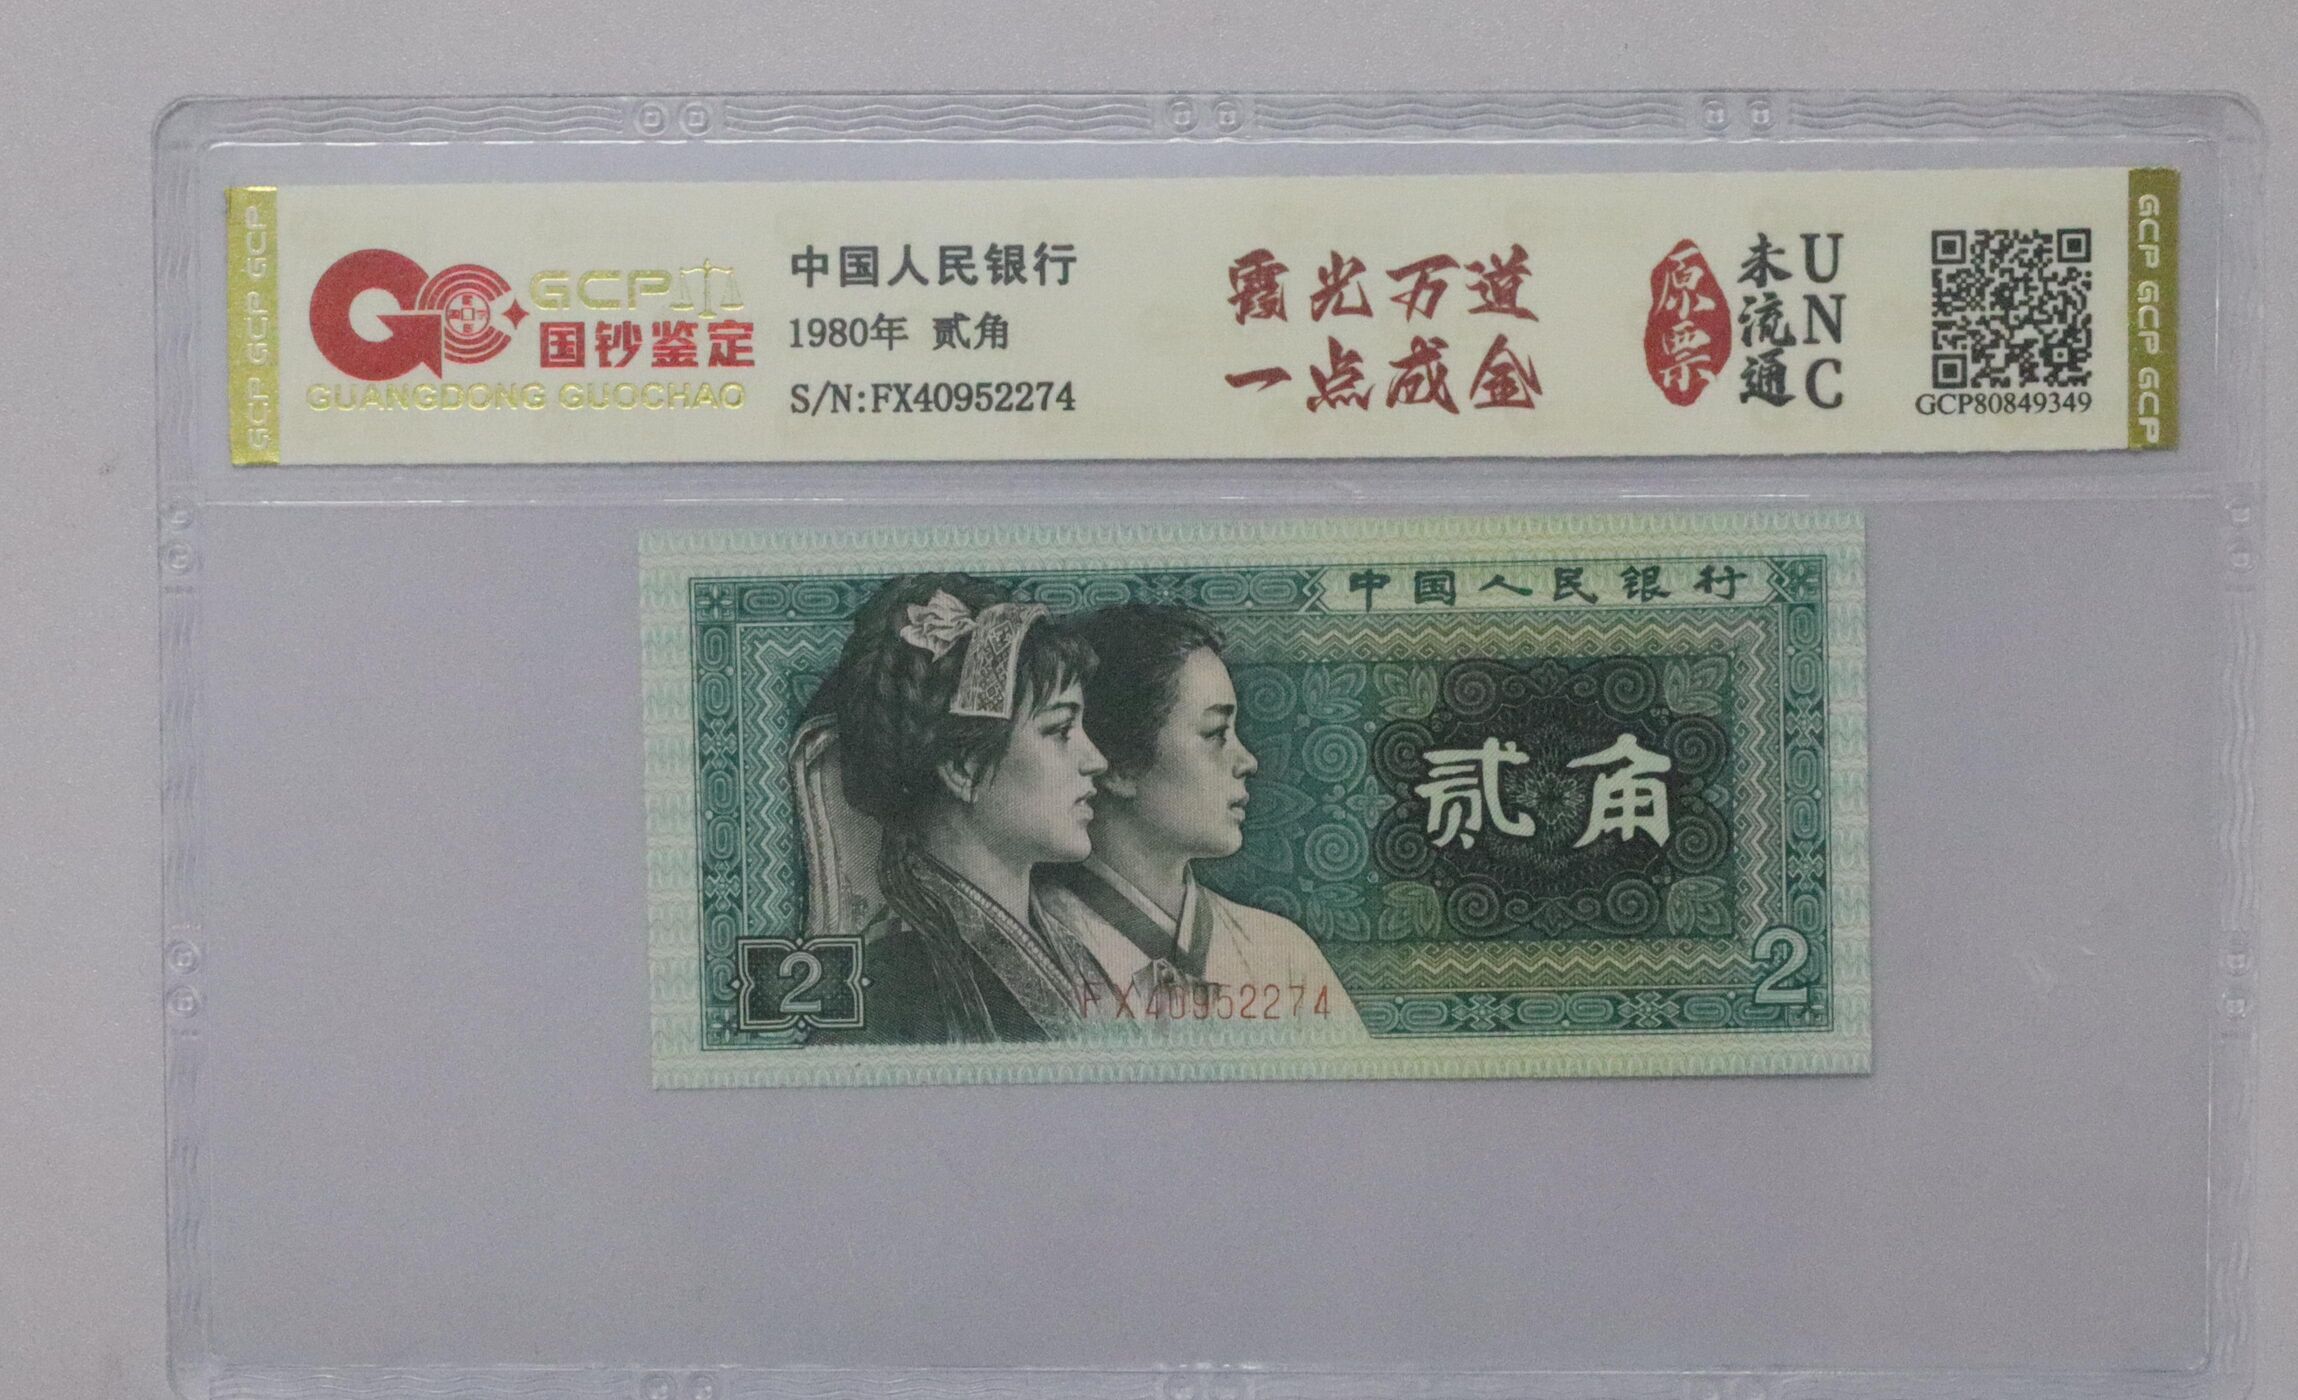 GCP GCP GCP
GCP
国钞鉴定
GUANGDONG GUOCHAO
中国人民银行
1980年 贰角
S/N:FX40952274
霞光万道
一点成金
原票
未流通
UNC
GCP80849349
GCP GCP GCP
中国人民银行
贰角
2
2
FX40952274